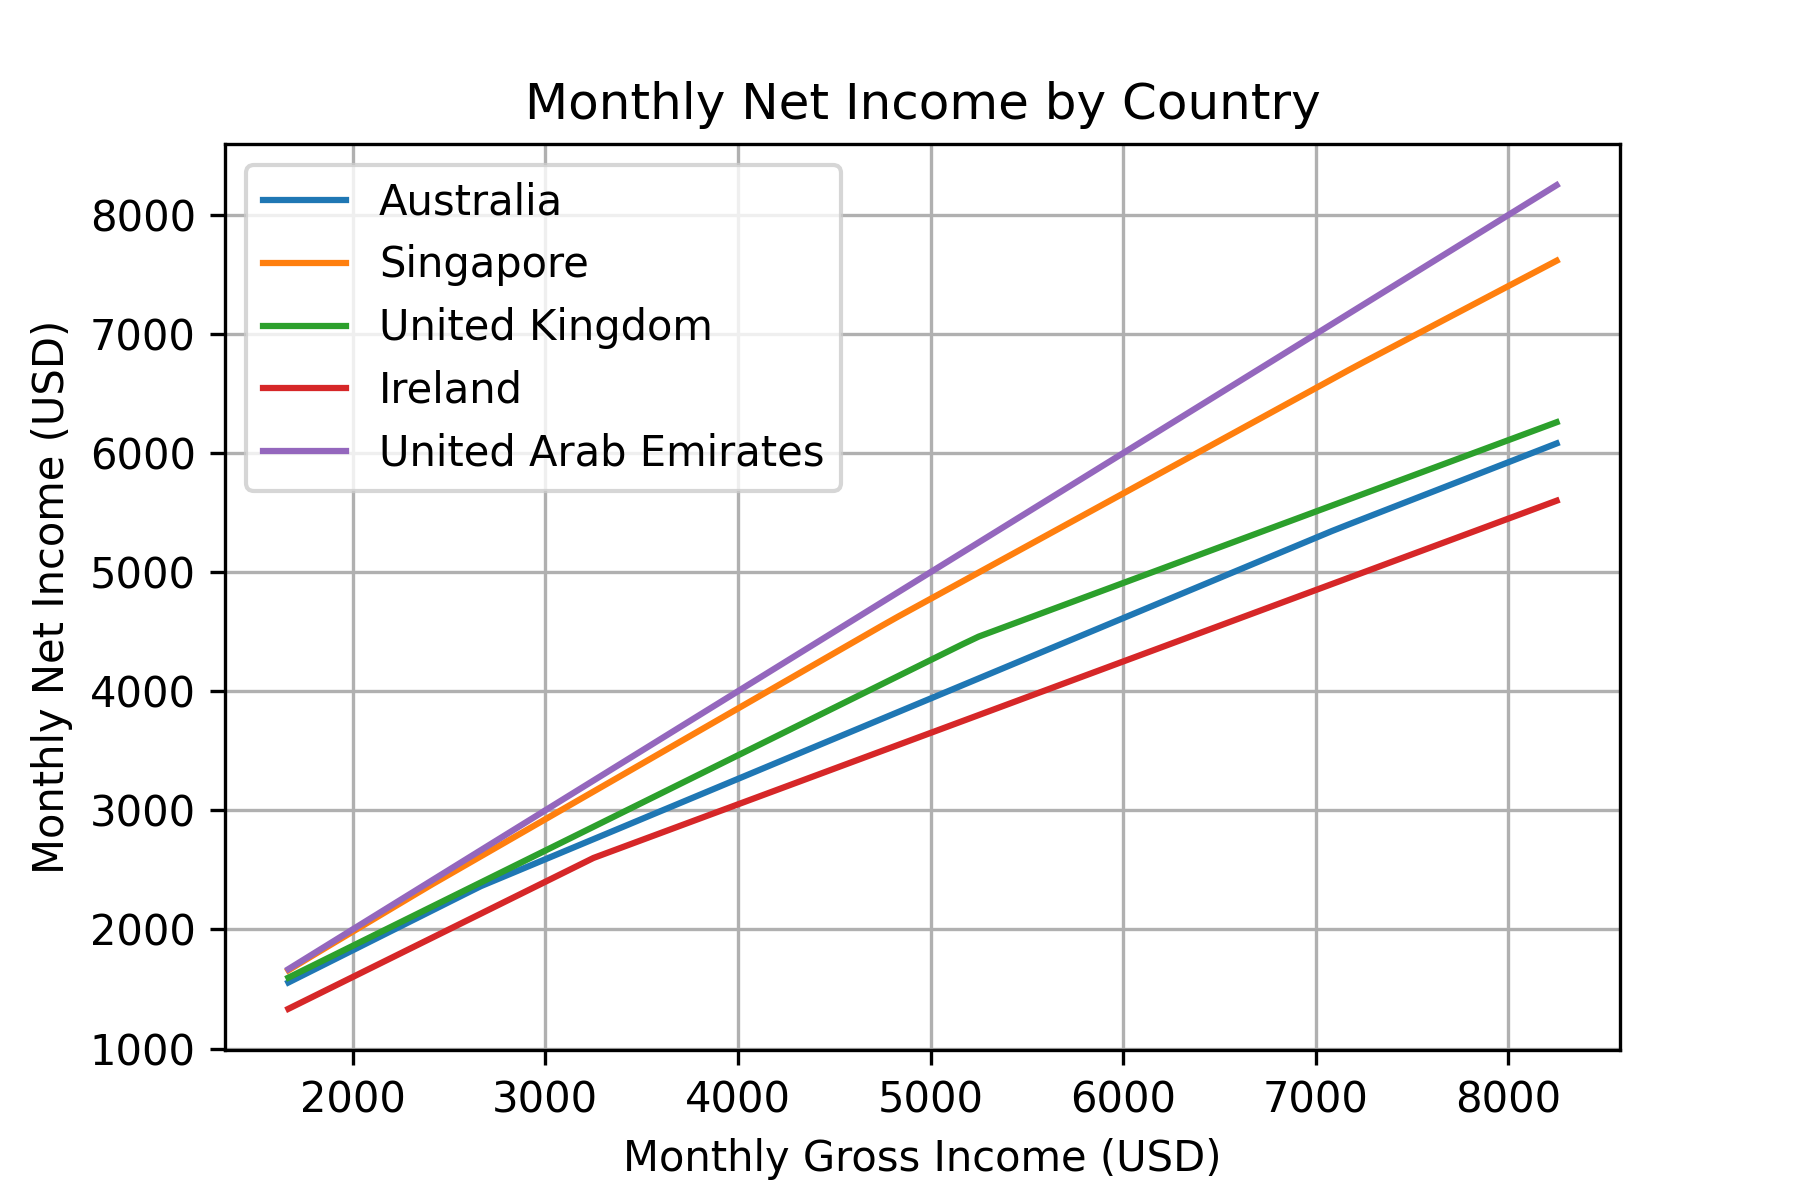 Monthly Net Income by Country
Monthly Net Income (USD)
8000
7000
6000
5000
4000
3000
2000
1000
Australia
Singapore
United Kingdom
Ireland
United Arab Emirates
2000 3000 4000 5000 6000 7000 8000
Monthly Gross Income (USD)